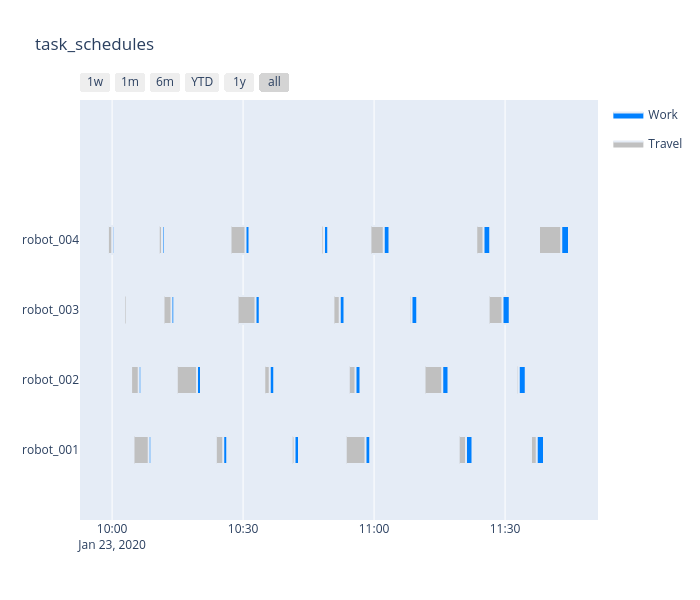 task_schedules
1w 1m 6m YTD 1y all
Work
Travel
robot_004
robot_003
robot_002
robot_001
10:00 10:30 11:00 11:30
Jan 23, 2020